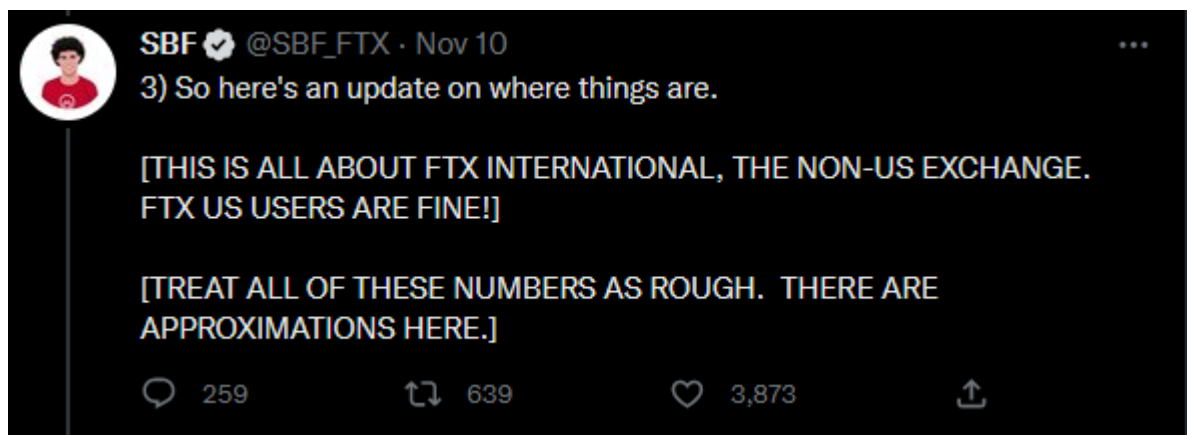 SBF @SBF_FTX · Nov 10
3) So here's an update on where things are.
[THIS IS ALL ABOUT FTX INTERNATIONAL, THE NON-US EXCHANGE.
FTX US USERS ARE FINE!]
[TREAT ALL OF THESE NUMBERS AS ROUGH.  THERE ARE
APPROXIMATIONS HERE.]
259 639 3,873